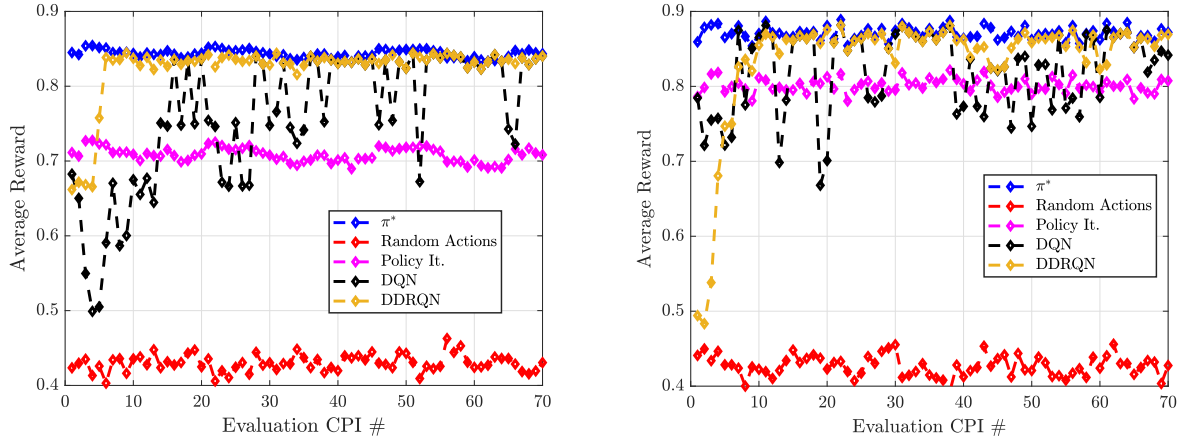 0.9
0.8
0.7
0.6
0.5
0.4
Average Reward
0 10 20 30 40 50 60 70
Evaluation CPI #
π*
Random Actions
Policy It.
DQN
DDRQN
0.9
0.8
0.7
0.6
0.5
0.4
Average Reward
0 10 20 30 40 50 60 70
Evaluation CPI #
π*
Random Actions
Policy It.
DQN
DDRQN